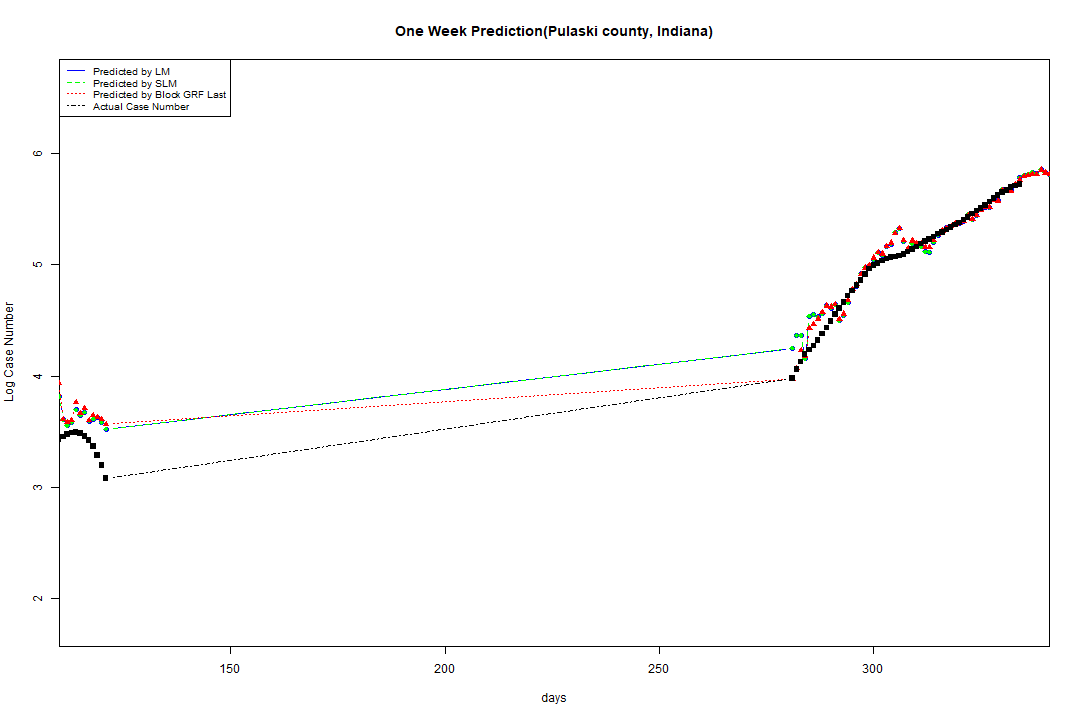 One Week Prediction(Pulaski county, Indiana)
Predicted by LM
Predicted by SLM
Predicted by Block GRF Last
Actual Case Number
6
5
4
3
2
Log Case Number
150 200 250 300
days